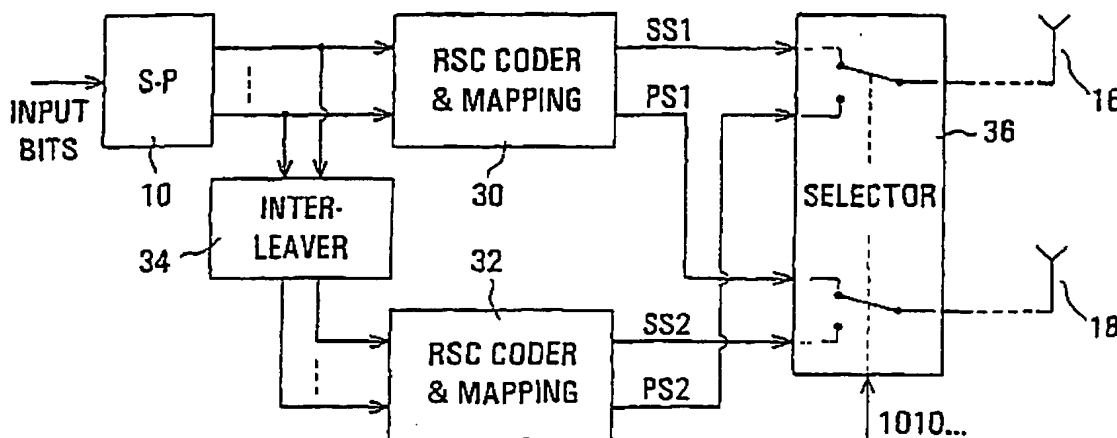 S-P
INPUT
BITS
10
RSC CODER
& MAPPING
30
SS1
PS1
SELECTOR
36
16
INTER-
LEAVER
34
32
RSC CODER
& MAPPING
SS2
PS2
18
1010...